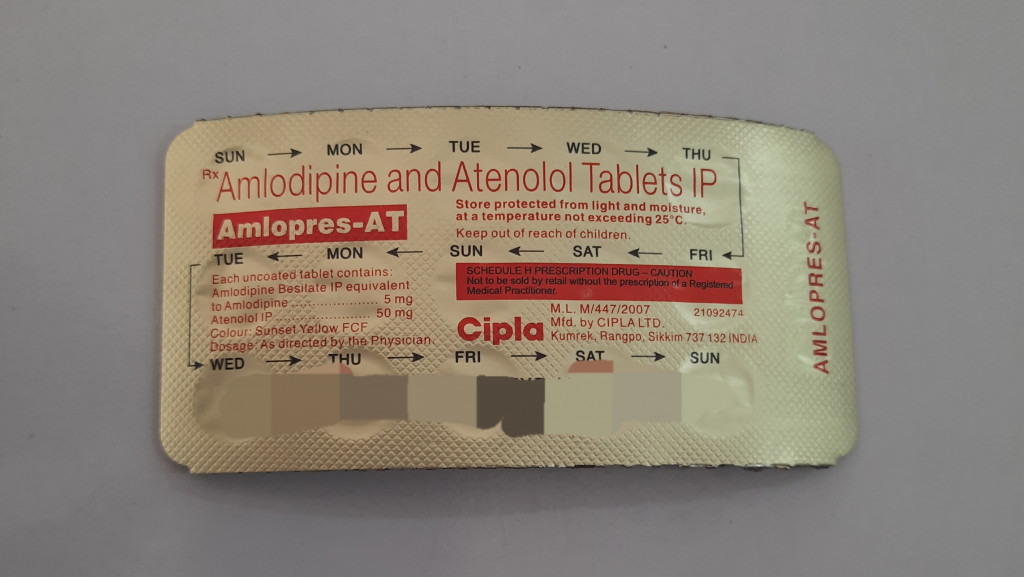 SUN → MON → TUE → WED → THU
Rx Amlodipine and Atenolol Tablets IP
Amlopres-AT
Store protected from light and moisture,
at a temperature not exceeding 25°C.
Keep out of reach of children.
TUE ← MON ← SUN ← SAT ← FRI
Each uncoated tablet contains:
Amlodipine Besilate IP equivalent
to Amlodipine ..................... 5 mg
Atenolol IP ........................ 50 mg
Colour: Sunset Yellow FCF
Dosage: As directed by the Physician.
SCHEDULE H PRESCRIPTION DRUG – CAUTION
Not to be sold by retail without the prescription of a Registered
Medical Practitioner.
Cipla
M.L. M/447/2007 21092474
Mfd. by CIPLA LTD.
Kumrek, Rangpo, Sikkim 737 132 INDIA
WED → THU → FRI → SAT → SUN
AMLOPRES-AT